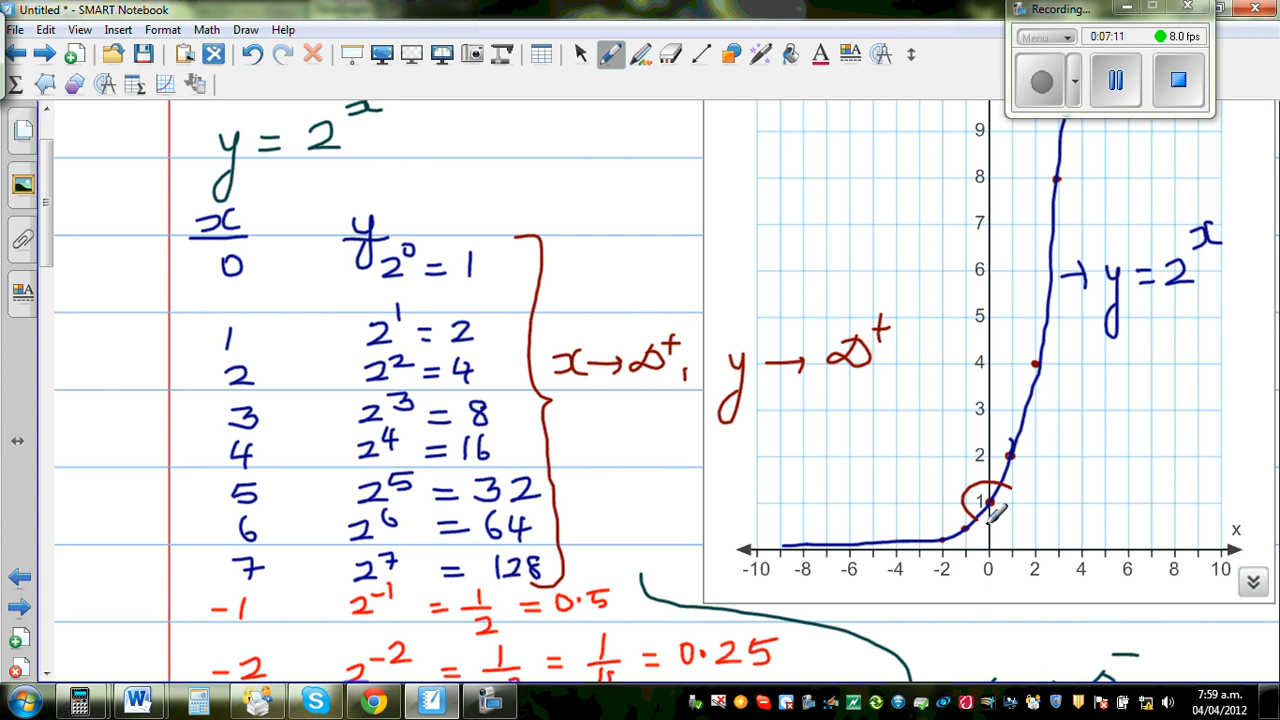 Untitled * - SMART Notebook
File Edit View Insert Format Math Draw Help
Recording...
Menu 0:07:11 8.0 fps
y = 2^x
x y
0 2^0 = 1
1 2^1 = 2
2 2^2 = 4
3 2^3 = 8
4 2^4 = 16
5 2^5 = 32
6 2^6 = 64
7 2^7 = 128
-1 2^-1 = 1/2 = 0.5
-2 2^-2 = 1 = 1 = 0.25
x → ∞^+, y → ∞^+
→ y = 2^x
9
8
7
6
5
4
3
2
1
x
-10 -8 -6 -4 -2 0 2 4 6 8 10
7:59 a.m.
04/04/2012